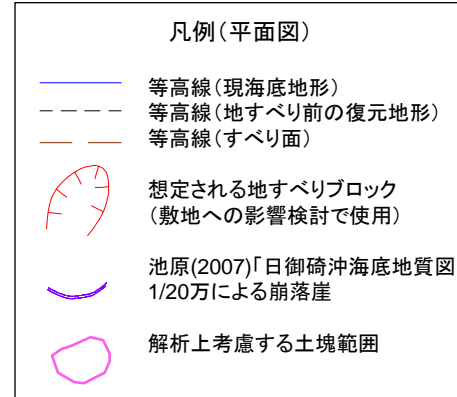 凡例(平面図)
等高線(現海底地形)
等高線(地すべり前の復元地形)
等高線(すべり面)
想定される地すべりブロック
(敷地への影響検討で使用)
池原(2007)「日御碕沖海底地質図
1/20万による崩落崖
解析上考慮する土塊範囲